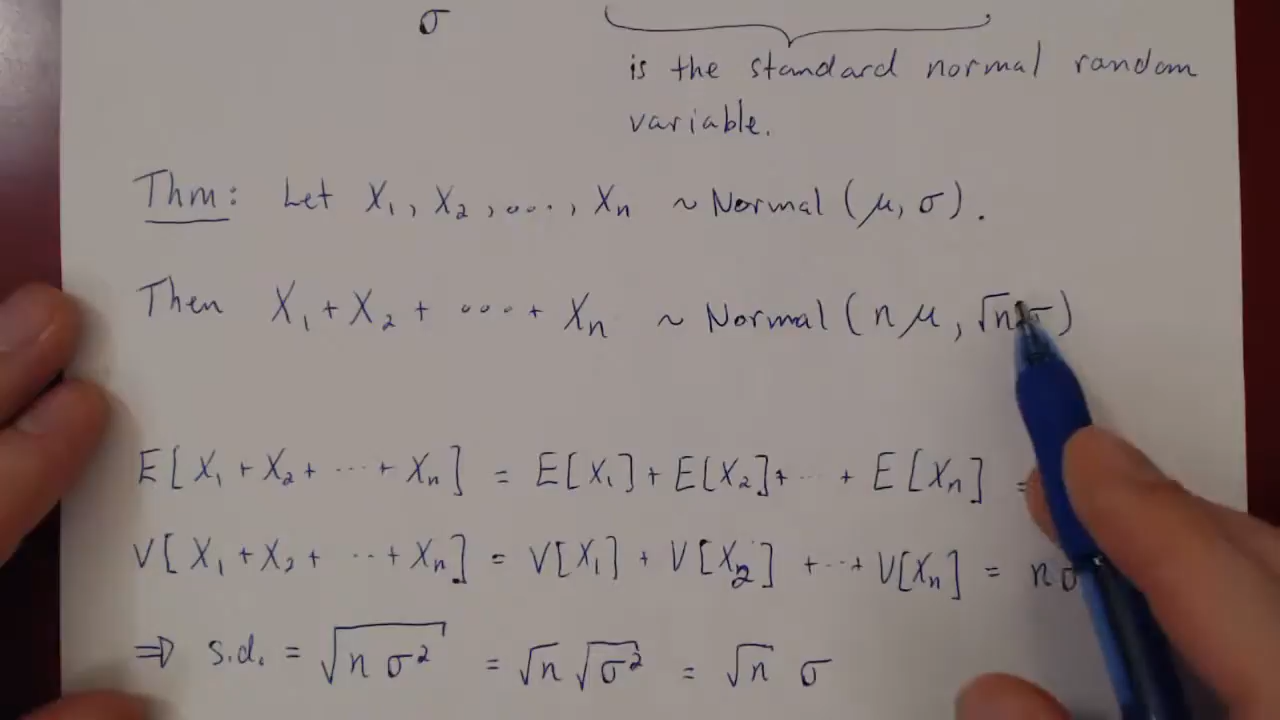 σ
is the standard normal random
variable.
Thm: Let X₁, X₂, ...., Xₙ ~ Normal (μ, σ).
Then X₁ + X₂ + ··· + Xₙ ~ Normal (nμ, √n σ)
E[X₁ + X₂ + ··· + Xₙ] = E[X₁] + E[X₂] + ··· + E[Xₙ] =
V[X₁ + X₂ + ··· + Xₙ] = V[X₁] + V[X₂] + ··· + V[Xₙ] = n σ
⇒ s.d. = √(n σ²) = √n √(σ²) = √n σ